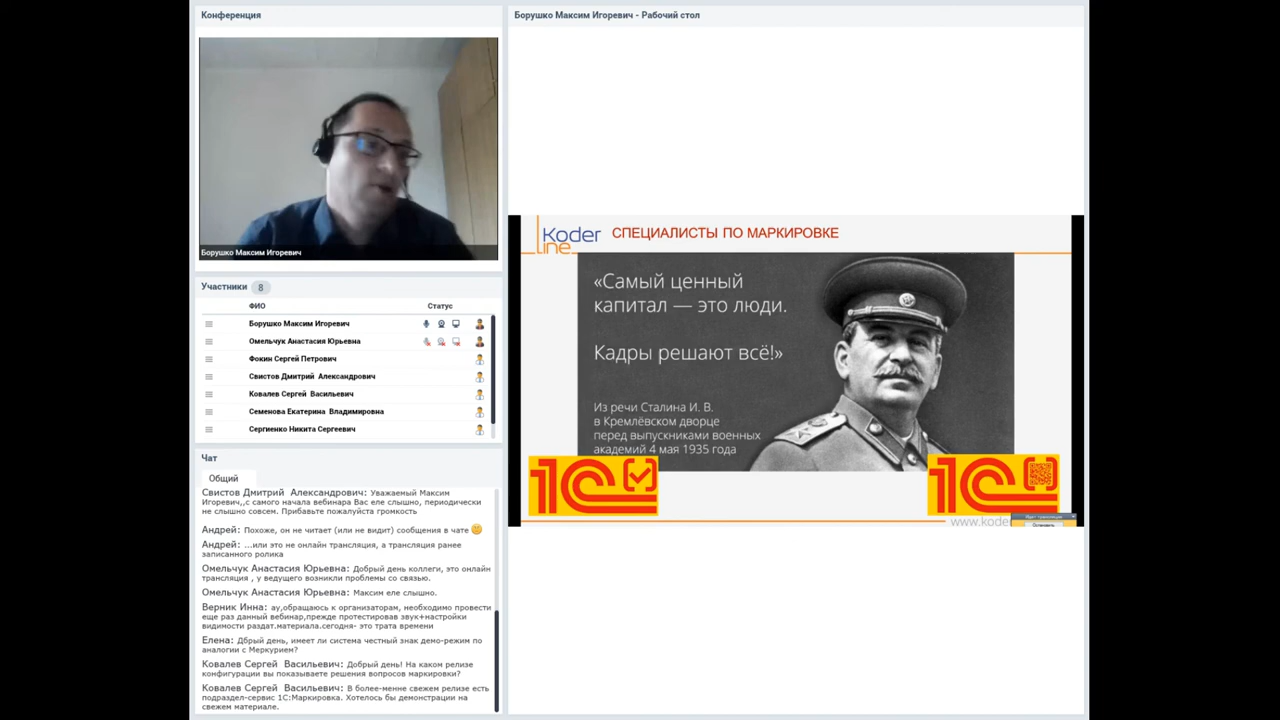 Конференция
Борушко Максим Игоревич
Участники 8
ФИО Статус
Борушко Максим Игоревич
Омельчук Анастасия Юрьевна
Фокин Сергей Петрович
Свистов Дмитрий Александрович
Ковалев Сергей Васильевич
Семенова Екатерина Владимировна
Сергиенко Никита Сергеевич
Чат
Общий
Свистов Дмитрий Александрович: Уважаемый Максим
Игоревич,,с самого начала вебинара Вас еле слышно, периодически
не слышно совсем. Прибавьте пожалуйста громкость
Андрей: Похоже, он не читает (или не видит) сообщения в чате
Андрей: ...или это не онлайн трансляция, а трансляция ранее
записанного ролика
Омельчук Анастасия Юрьевна: Добрый день коллеги, это онлайн
трансляция , у ведущего возникли проблемы со связью.
Омельчук Анастасия Юрьевна: Максим еле слышно.
Верник Инна: ау,обращаюсь к организаторам, необходимо провести
еще раз данный вебинар,прежде протестировав звук+настройки
видимости раздат.материала.сегодня- это трата времени
Елена: Дбрый день, имеет ли система честный знак демо-режим по
аналогии с Меркурием?
Ковалев Сергей Васильевич: Добрый день! На каком релизе
конфигурации вы показываете решения вопросов маркировки?
Ковалев Сергей Васильевич: В более-менне свежем релизе есть
подраздел-сервис 1С:Маркировка. Хотелось бы демонстрации на
свежем материале.
Борушко Максим Игоревич - Рабочий стол
Koder
line
СПЕЦИАЛИСТЫ ПО МАРКИРОВКЕ
«Самый ценный
капитал — это люди.
Кадры решают всё!»
Из речи Сталина И. В.
в Кремлёвском дворце
перед выпускниками военных
академий 4 мая 1935 года
1С
1С
www.koder